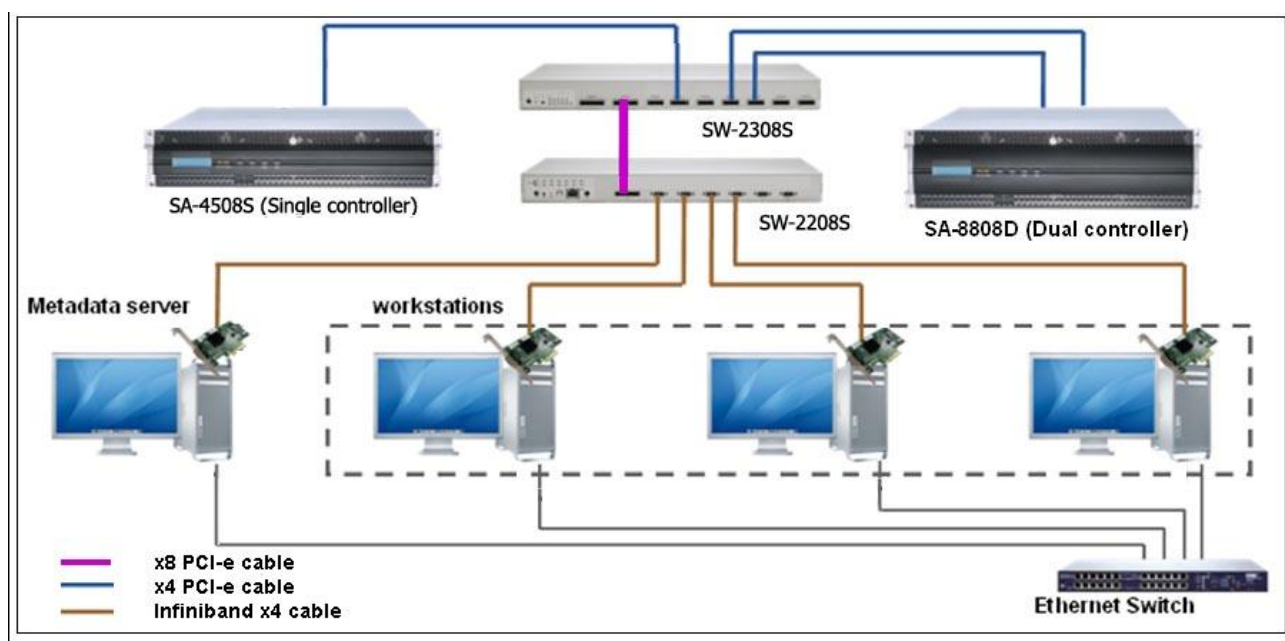 SW-2308S
SA-4508S (Single controller)
SW-2208S
SA-8808D (Dual controller)
Metadata server
workstations
x8 PCI-e cable
x4 PCI-e cable
Infiniband x4 cable
Ethernet Switch